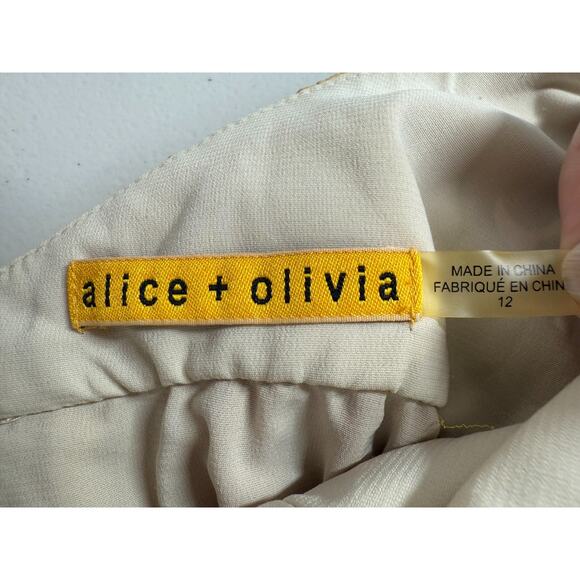 alice + olivia
MADE IN CHINA
FABRIQUÉ EN CHIN
12